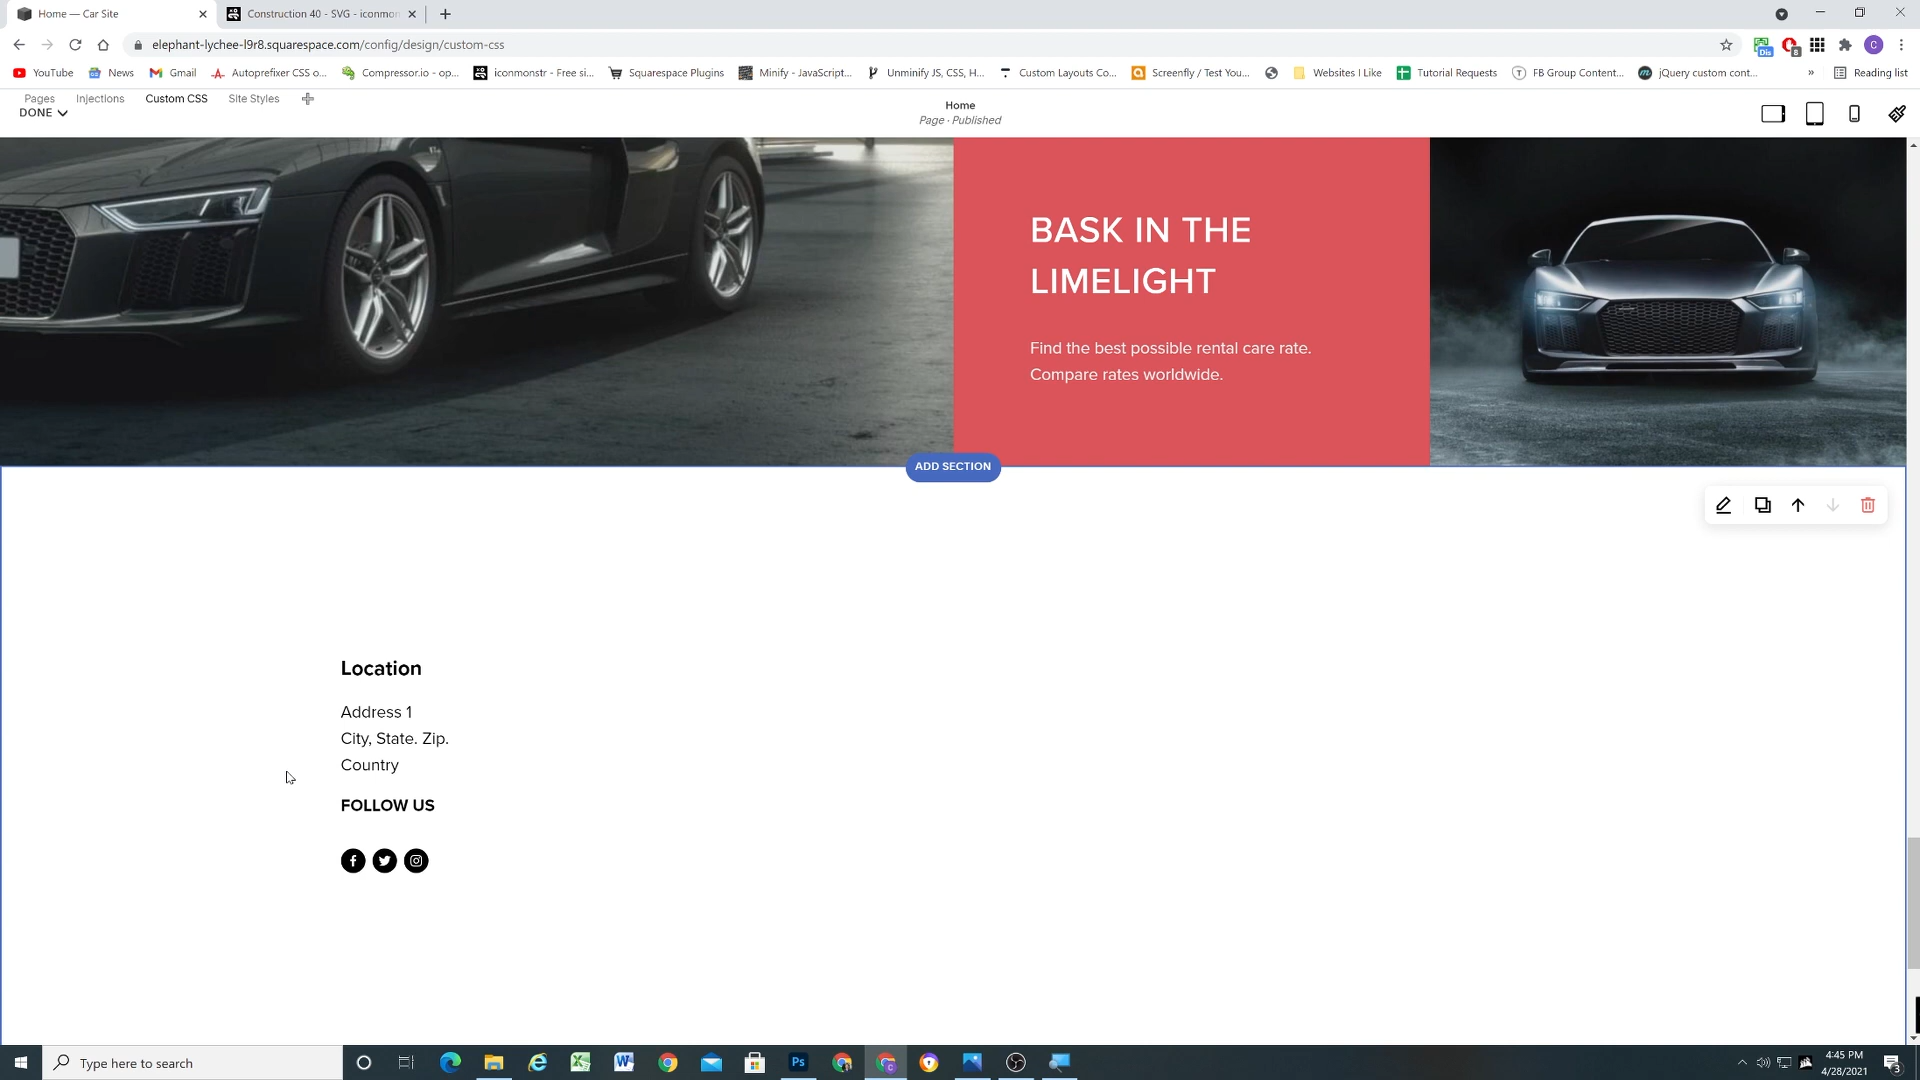 Home — Car Site
Construction 40 - SVG - iconmon
elephant-lychee-l9r8.squarespace.com/config/design/custom-css
YouTube News Gmail Autoprefixer CSS o... Compressor.io - op... iconmonstr - Free si... Squarespace Plugins Minify - JavaScript... Unminify JS, CSS, H... Custom Layouts Co... Screenfly / Test You... Websites I Like Tutorial Requests FB Group Content... jQuery custom cont... » Reading list
Pages Injections Custom CSS Site Styles
DONE
Home
Page · Published
BASK IN THE
LIMELIGHT
Find the best possible rental care rate.
Compare rates worldwide.
ADD SECTION
Location
Address 1
City, State. Zip.
Country
FOLLOW US
Type here to search
4:45 PM
4/28/2021
3